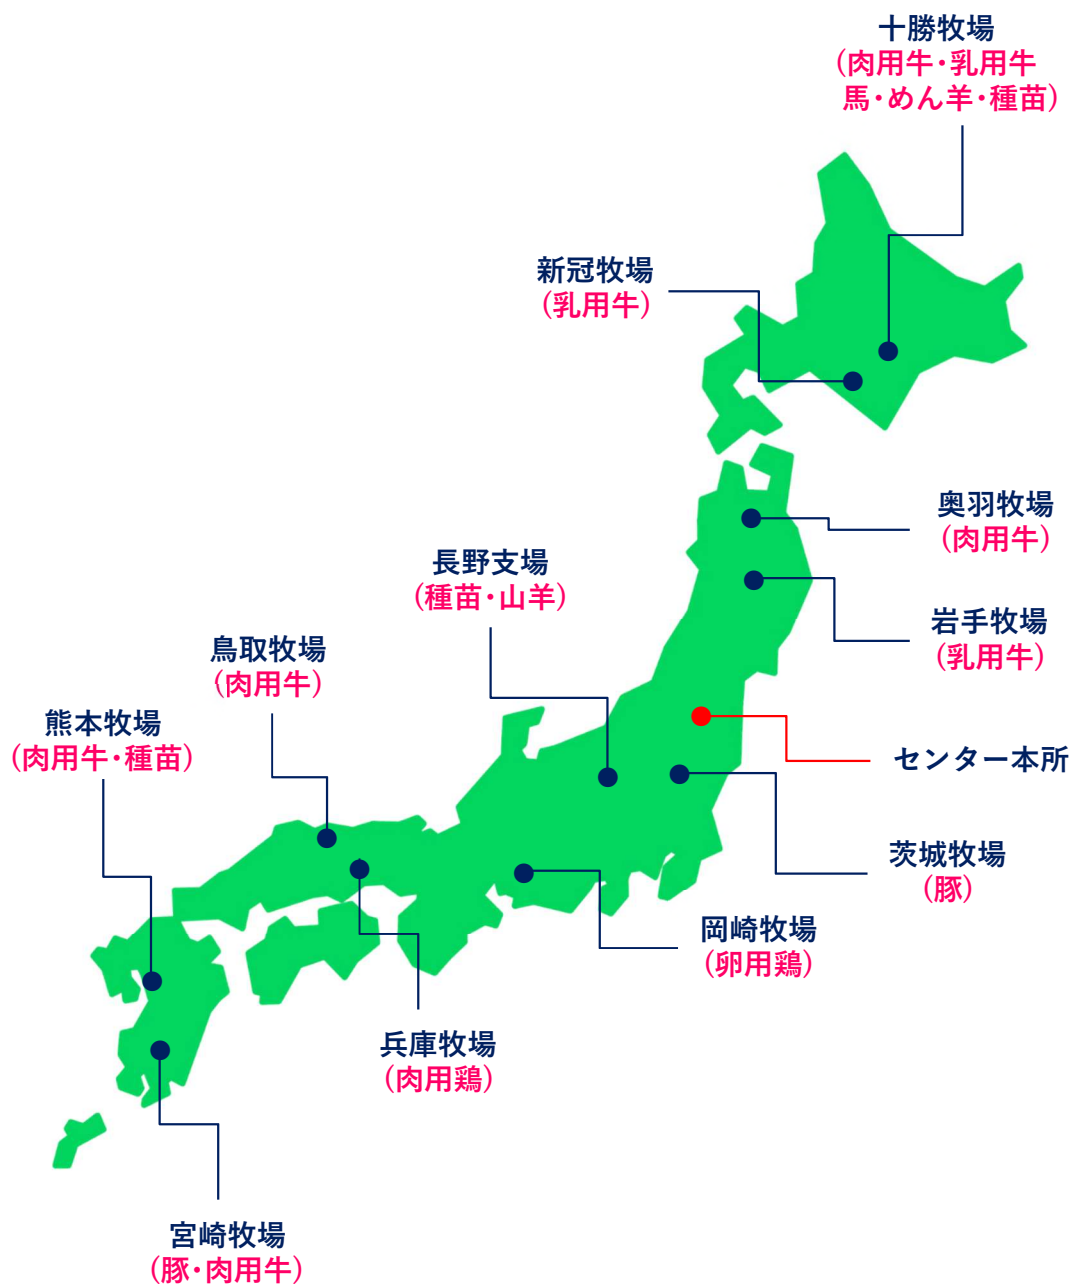 十勝牧場
(肉用牛・乳用牛
馬・めん羊・種苗)
新冠牧場
(乳用牛)
奥羽牧場
(肉用牛)
長野支場
(種苗・山羊)
岩手牧場
(乳用牛)
鳥取牧場
(肉用牛)
熊本牧場
(肉用牛・種苗)
センター本所
茨城牧場
(豚)
岡崎牧場
(卵用鶏)
兵庫牧場
(肉用鶏)
宮崎牧場
(豚・肉用牛)